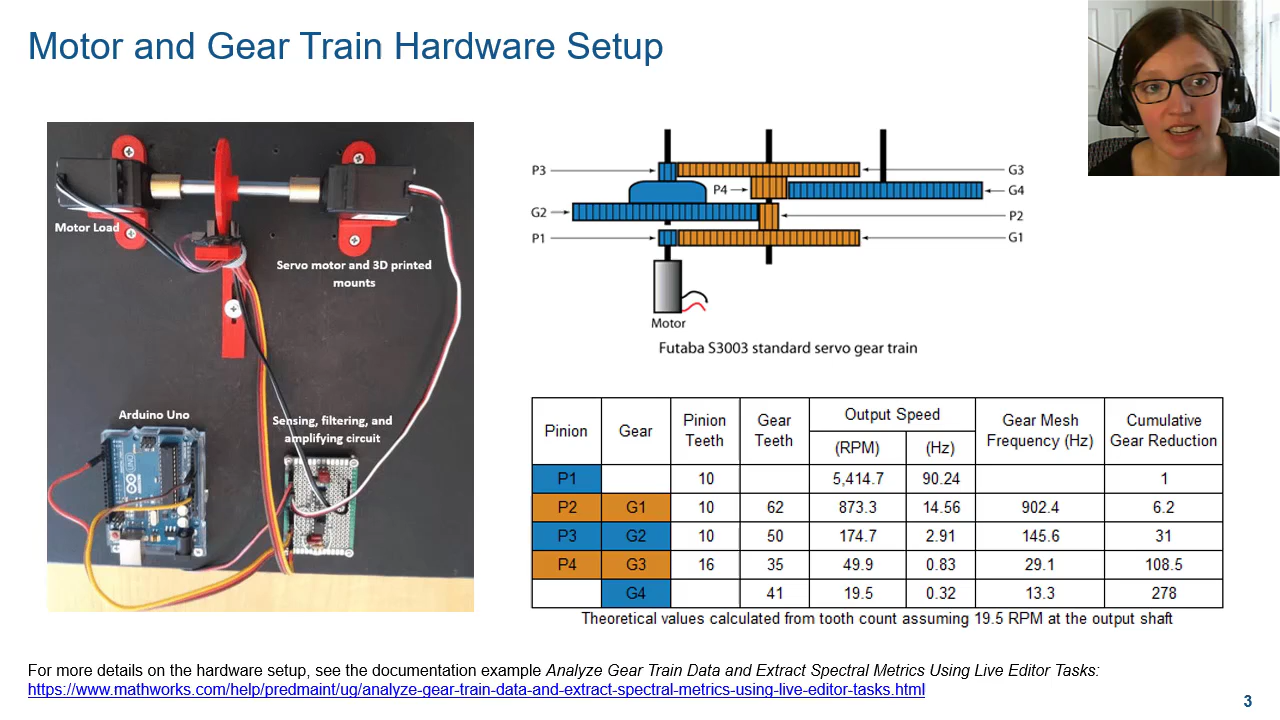 Motor and Gear Train Hardware Setup
Motor Load
Servo motor and 3D printed
mounts
Arduino Uno
Sensing, filtering, and
amplifying circuit
P3
G3
P4
G4
G2
P2
P1
G1
Motor
Futaba S3003 standard servo gear train
Pinion Gear Pinion Teeth Gear Teeth Output Speed (RPM) (Hz) Gear Mesh Frequency (Hz) Cumulative Gear Reduction
P1 10 5,414.7 90.24 1
P2 G1 10 62 873.3 14.56 902.4 6.2
P3 G2 10 50 174.7 2.91 145.6 31
P4 G3 16 35 49.9 0.83 29.1 108.5
G4 41 19.5 0.32 13.3 278
Theoretical values calculated from tooth count assuming 19.5 RPM at the output shaft
For more details on the hardware setup, see the documentation example Analyze Gear Train Data and Extract Spectral Metrics Using Live Editor Tasks:
https://www.mathworks.com/help/predmaint/ug/analyze-gear-train-data-and-extract-spectral-metrics-using-live-editor-tasks.html
3